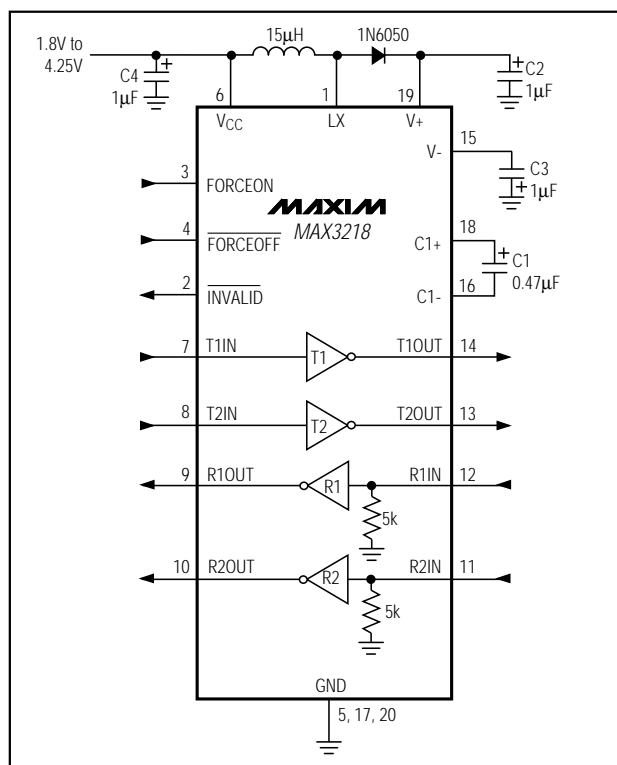 1.8V to
4.25V
15µH
1N6050
C4
+
1µF
+
C2
1µF
6
1
19
VCC
LX
V+
15
V-
C3
+
1µF
3
FORCEON
MAXIM
MAX3218
4
FORCEOFF
18
C1+
+
C1
0.47µF
2
INVALID
16
C1-
7
T1IN
T1
T1OUT
14
8
T2IN
T2
T2OUT
13
9
R1OUT
R1
R1IN
12
5k
10
R2OUT
R2
R2IN
11
5k
GND
5, 17, 20